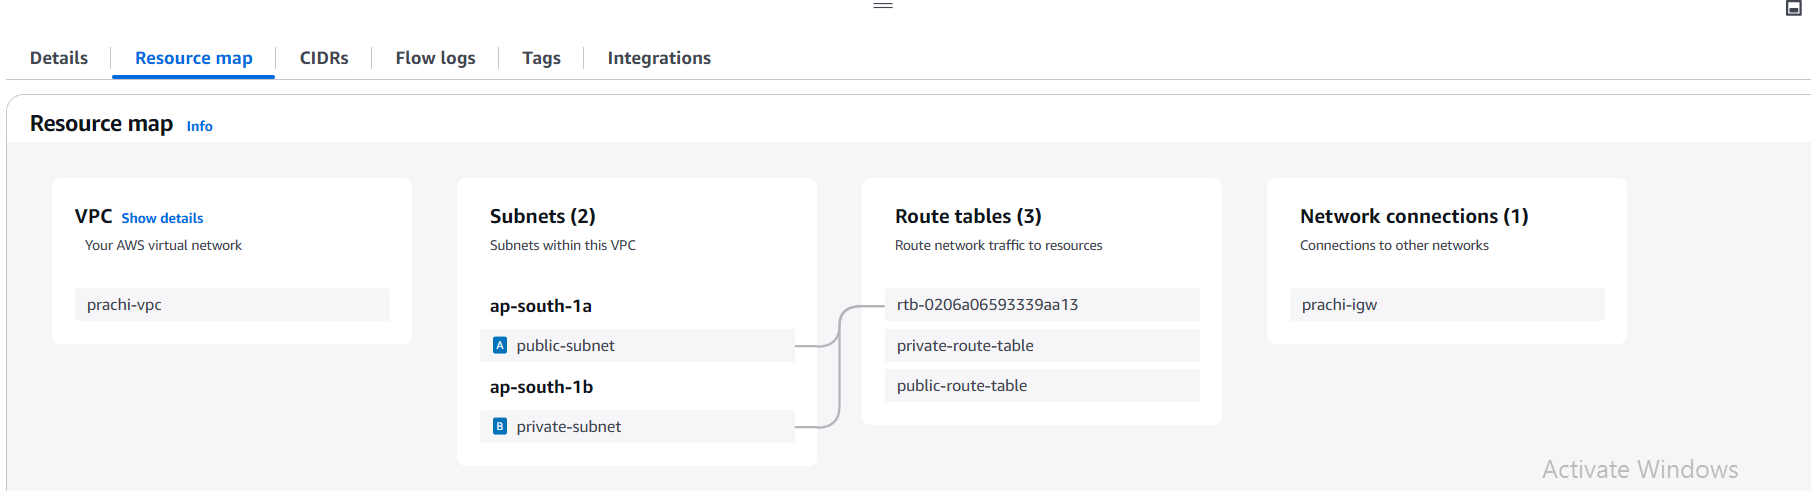 Details
Resource map
CIDRs
Flow logs
Tags
Integrations
Resource map Info
VPC Show details
Your AWS virtual network
prachi-vpc
Subnets (2)
Subnets within this VPC
ap-south-1a
A public-subnet
ap-south-1b
B private-subnet
Route tables (3)
Route network traffic to resources
rtb-0206a06593339aa13
private-route-table
public-route-table
Network connections (1)
Connections to other networks
prachi-igw
Activate Windows